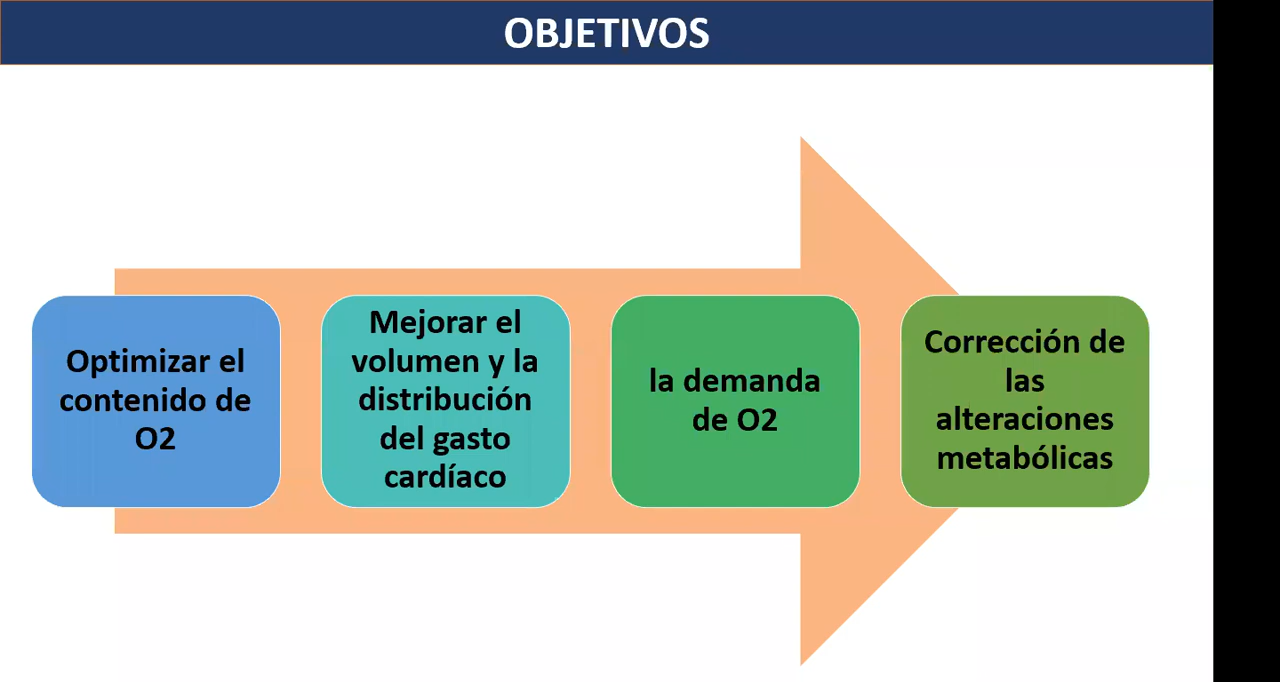 OBJETIVOS
Optimizar el
contenido de
O2
Mejorar el
volumen y la
distribución
del gasto
cardíaco
la demanda
de O2
Corrección de
las
alteraciones
metabólicas